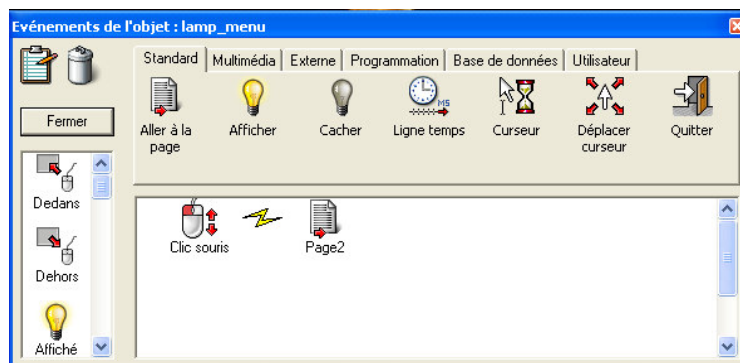 Evénements de l'objet : lamp_menu
Standard
Multimédia
Externe
Programmation
Base de données
Utilisateur
Fermer
Aller à la
page
Afficher
Cacher
MS
Ligne temps
Curseur
Déplacer
curseur
Quitter
Dedans
Dehors
Affiché
Clic souris
Page2